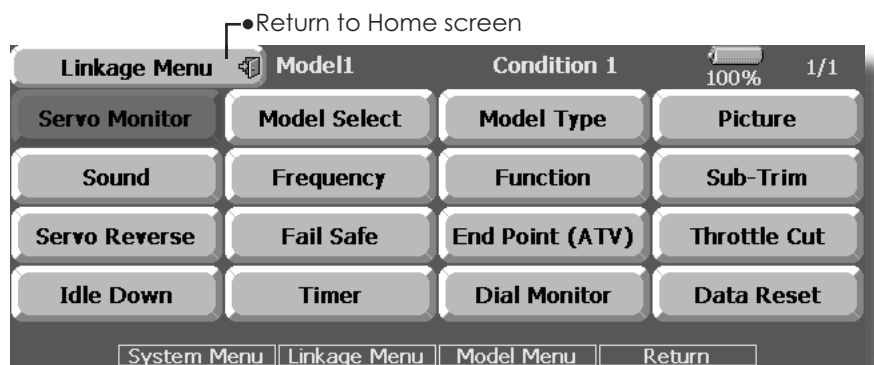 ●Return to Home screen
Linkage Menu Model1 Condition 1 100% 1/1
Servo Monitor Model Select Model Type Picture
Sound Frequency Function Sub-Trim
Servo Reverse Fail Safe End Point (ATV) Throttle Cut
Idle Down Timer Dial Monitor Data Reset
System Menu Linkage Menu Model Menu Return